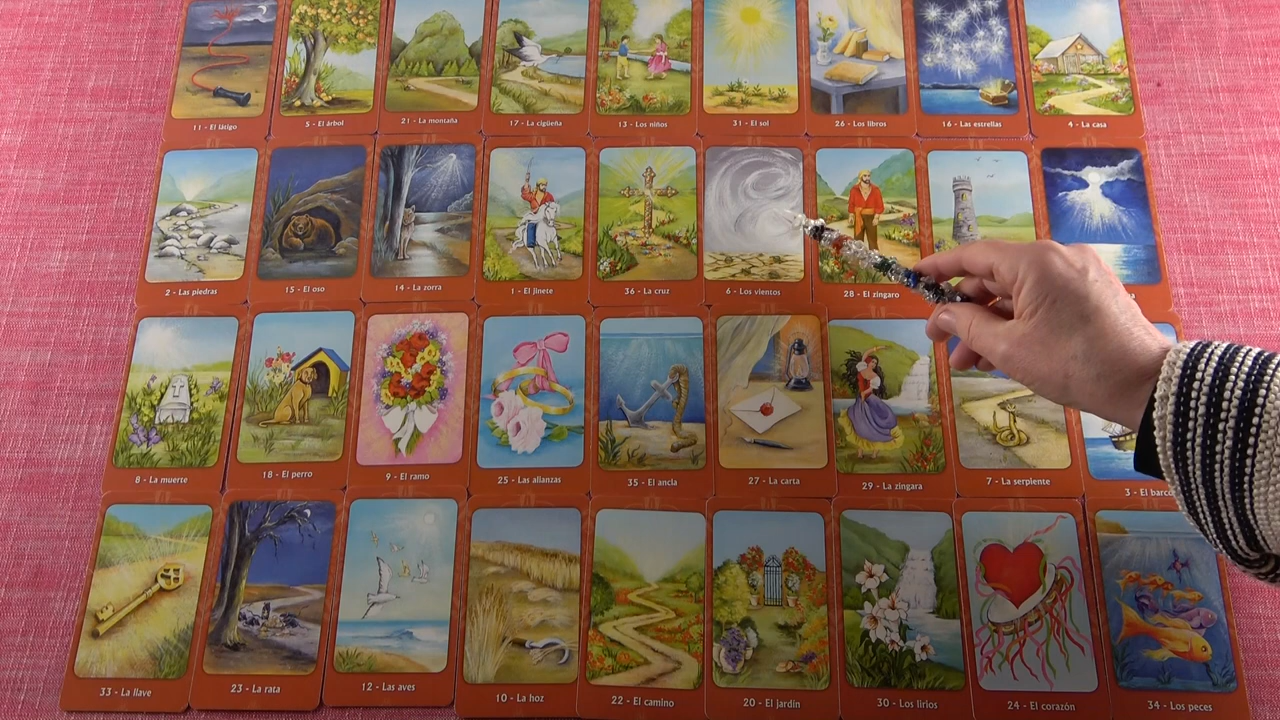 11 - El látigo
5 - El árbol
21 - La montaña
17 - La cigüeña
13 - Los niños
31 - El sol
26 - Los libros
16 - Las estrellas
4 - La casa
2 - Las piedras
15 - El oso
14 - La zorra
1 - El jinete
36 - La cruz
6 - Los vientos
28 - El zíngaro
8 - La muerte
18 - El perro
9 - El ramo
25 - Las alianzas
35 - El ancla
27 - La carta
29 - La zíngara
7 - La serpiente
3 - El barco
33 - La llave
23 - La rata
12 - Las aves
10 - La hoz
22 - El camino
20 - El jardín
30 - Los lirios
24 - El corazón
34 - Los peces